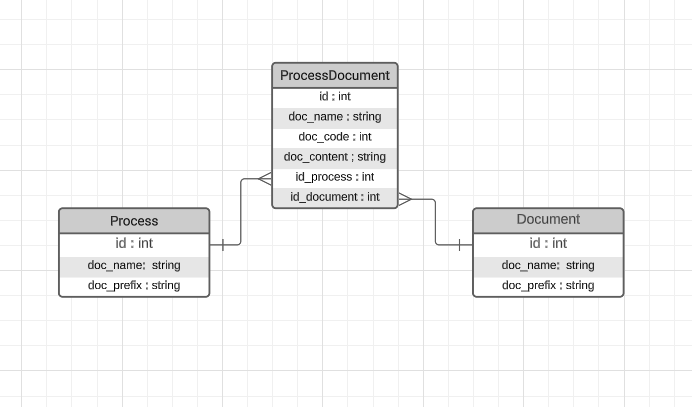 ProcessDocument
id : int
doc_name : string
doc_code : int
doc_content ; string
id_process : int
id_document : int
Process
id : int
doc_name;  string
doc_prefix ; string
Document
id : int
doc_name;  string
doc_prefix ; string